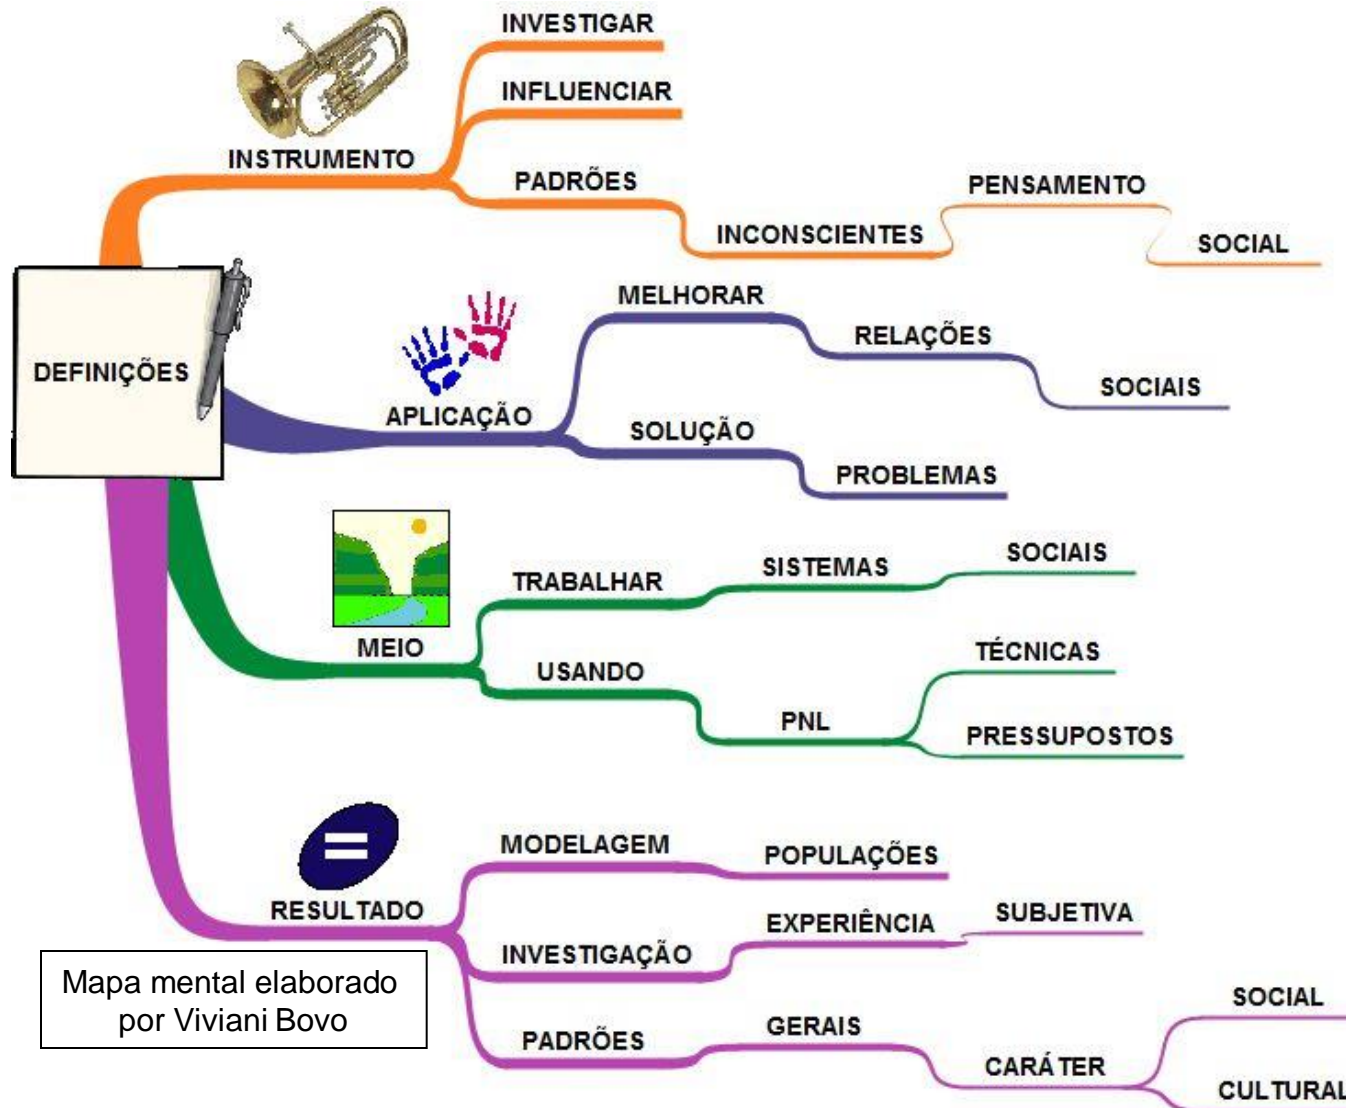 INVESTIGAR
INFLUENCIAR
INSTRUMENTO
PADRÕES
INCONSCIENTES
PENSAMENTO
SOCIAL
DEFINIÇÕES
APLICAÇÃO
MELHORAR
RELAÇÕES
SOCIAIS
SOLUÇÃO
PROBLEMAS
MEIO
TRABALHAR
SISTEMAS
SOCIAIS
USANDO
PNL
TÉCNICAS
PRESSUPOSTOS
RESULTADO
MODELAGEM
POPULAÇÕES
INVESTIGAÇÃO
EXPERIÊNCIA
SUBJETIVA
PADRÕES
GERAIS
CARÁTER
SOCIAL
CULTURAL
Mapa mental elaborado
por Viviani Bovo